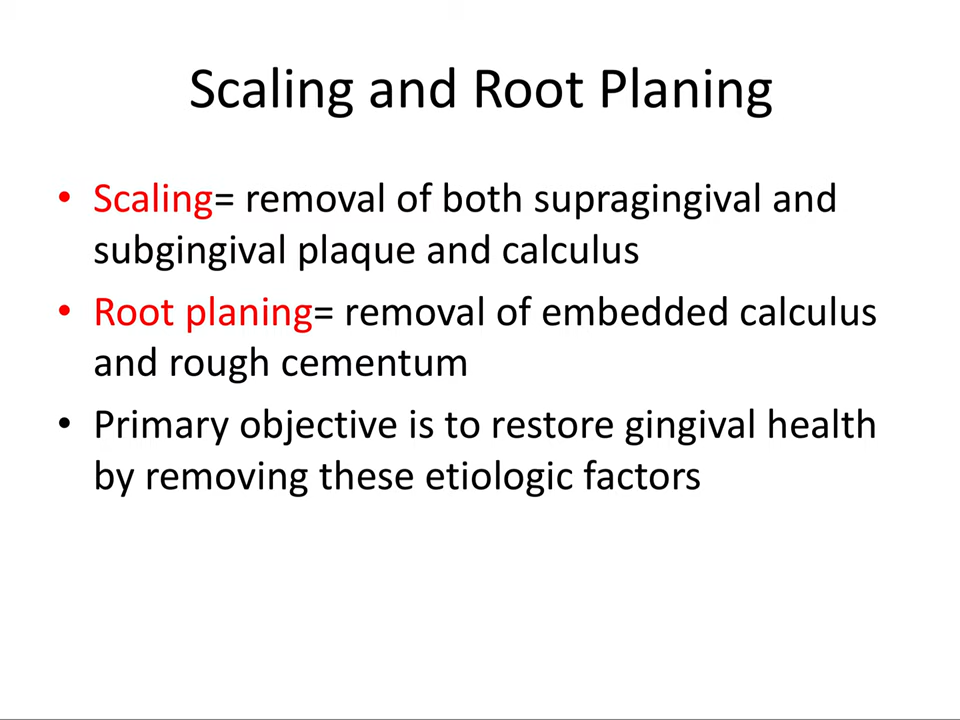 Scaling and Root Planing
• Scaling= removal of both supragingival and
subgingival plaque and calculus
• Root planing= removal of embedded calculus
and rough cementum
• Primary objective is to restore gingival health
by removing these etiologic factors